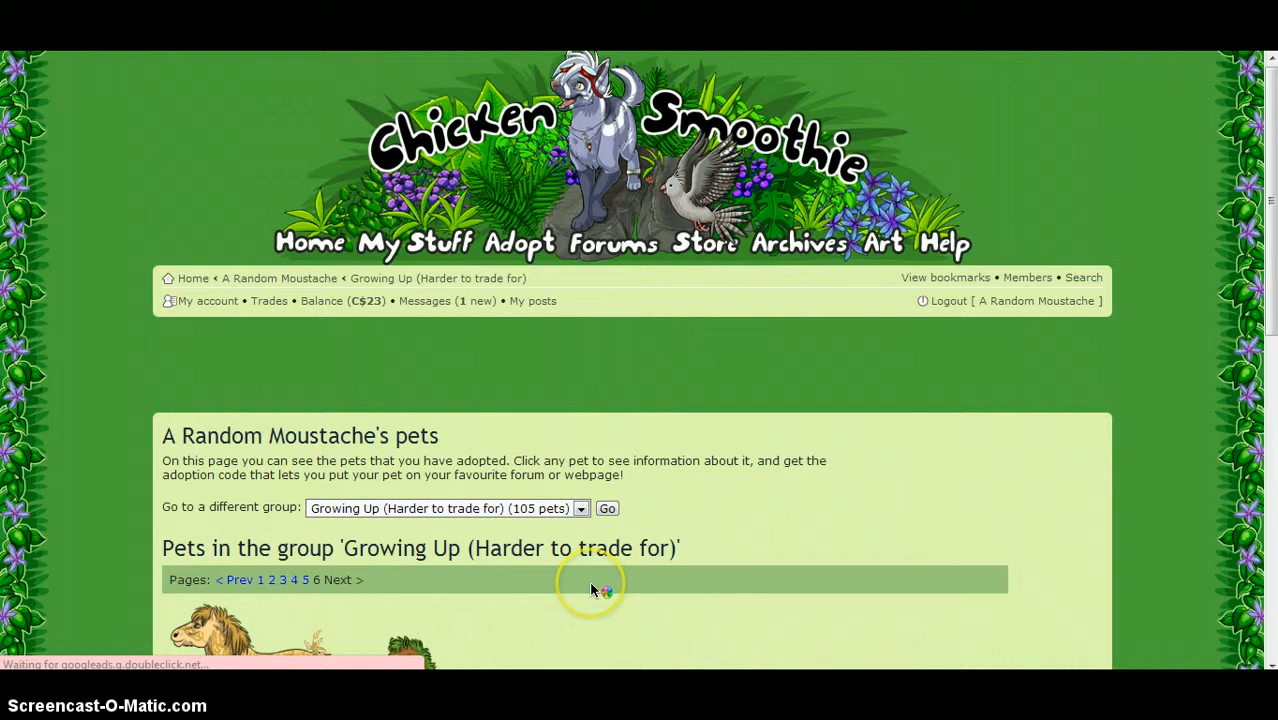 Chicken Smoothie
Home My Stuff Adopt Forums Store Archives Art Help
Home < A Random Moustache < Growing Up (Harder to trade for)
View bookmarks • Members • Search
My account • Trades • Balance (C$23) • Messages (1 new) • My posts
Logout [ A Random Moustache ]
A Random Moustache's pets
On this page you can see the pets that you have adopted. Click any pet to see information about it, and get the
adoption code that lets you put your pet on your favourite forum or webpage!
Go to a different group: Growing Up (Harder to trade for) (105 pets) Go
Pets in the group 'Growing Up (Harder to trade for)'
Pages: < Prev 1 2 3 4 5 6 Next >
Waiting for googleads.g.doubleclick.net...
Screencast-O-Matic.com